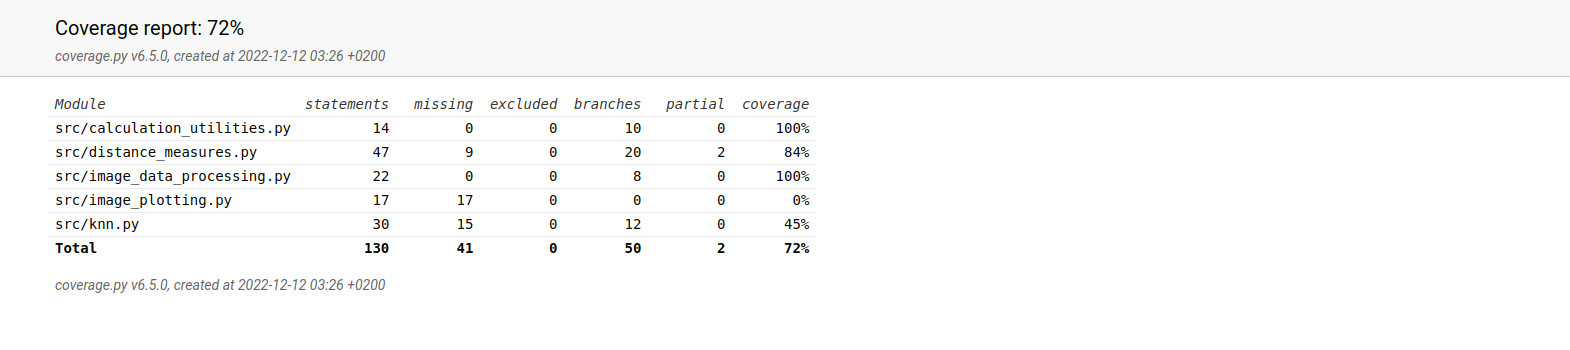 Coverage report: 72%
coverage.py v6.5.0, created at 2022-12-12 03:26 +0200
Module statements missing excluded branches partial coverage
src/calculation_utilities.py 14 0 0 10 0 100%
src/distance_measures.py 47 9 0 20 2 84%
src/image_data_processing.py 22 0 0 8 0 100%
src/image_plotting.py 17 17 0 0 0 0%
src/knn.py 30 15 0 12 0 45%
Total 130 41 0 50 2 72%
coverage.py v6.5.0, created at 2022-12-12 03:26 +0200